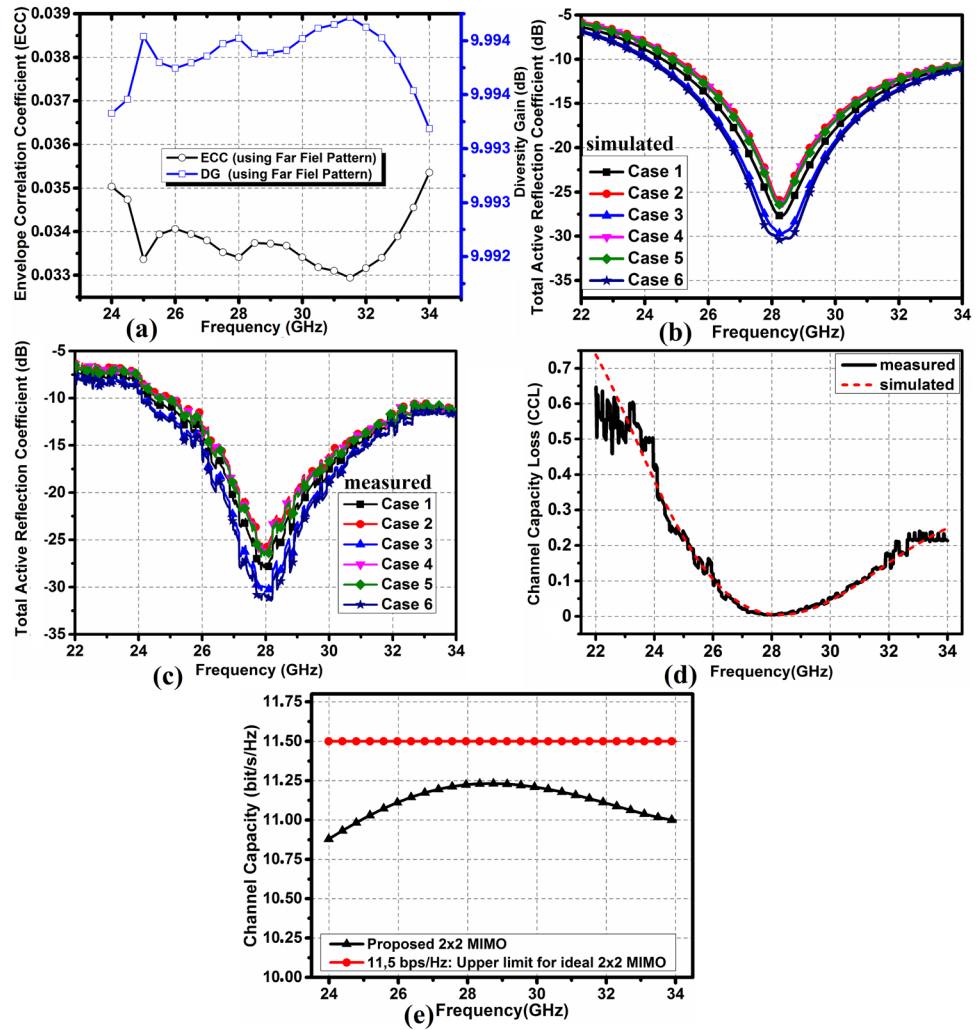 Envelope Correlation Coefficient (ECC)
0.039
0.038
0.037
0.036
0.035
0.034
0.033
ECC (using Far Fiel Pattern)
DG (using Far Fiel Pattern)
9.994
9.994
9.993
9.993
9.992
Diversity Gain (dB)
24 26 28 30 32 34
Frequency (GHz)
(a)
Total Active Reflection Coefficient (dB)
-5
-10
-15
-20
-25
-30
-35
simulated
Case 1
Case 2
Case 3
Case 4
Case 5
Case 6
22 24 26 28 30 32 34
Frequency(GHz)
(b)
Total Active Reflection Coefficient (dB)
-5
-10
-15
-20
-25
-30
-35
measured
Case 1
Case 2
Case 3
Case 4
Case 5
Case 6
22 24 26 28 30 32 34
Frequency (GHz)
(c)
Channel Capacity Loss (CCL)
0.7
0.6
0.5
0.4
0.3
0.2
0.1
0
measured
simulated
22 24 26 28 30 32 34
Frequency(GHz)
(d)
Channel Capacity (bit/s/Hz)
11.75
11.50
11.25
11.00
10.75
10.50
10.25
10.00
Proposed 2x2 MIMO
11,5 bps/Hz: Upper limit for ideal 2x2 MIMO
24 26 28 30 32 34
Frequency(GHz)
(e)